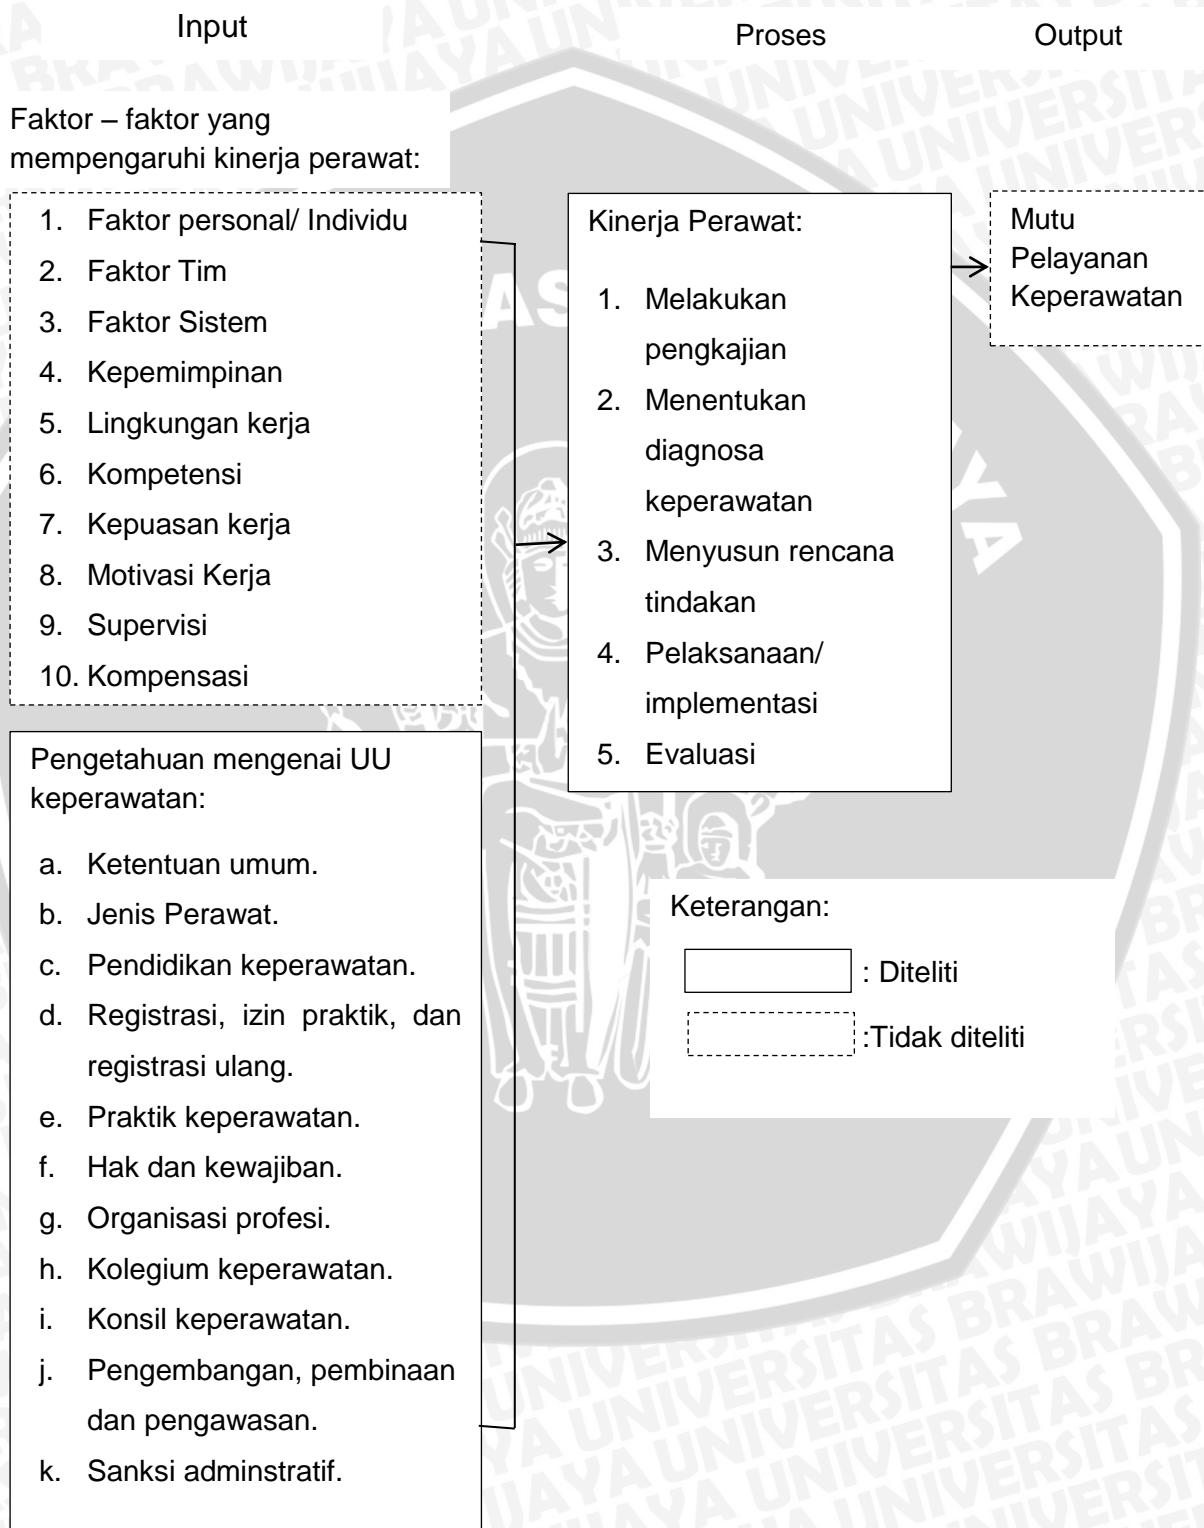 Input
Proses
Output
Faktor – faktor yang
mempengaruhi kinerja perawat:
1. Faktor personal/ Individu
2. Faktor Tim
3. Faktor Sistem
4. Kepemimpinan
5. Lingkungan kerja
6. Kompetensi
7. Kepuasan kerja
8. Motivasi Kerja
9. Supervisi
10. Kompensasi
Pengetahuan mengenai UU
keperawatan:
a. Ketentuan umum.
b. Jenis Perawat.
c. Pendidikan keperawatan.
d. Registrasi, izin praktik, dan
registrasi ulang.
e. Praktik keperawatan.
f. Hak dan kewajiban.
g. Organisasi profesi.
h. Kolegium keperawatan.
i. Konsil keperawatan.
j. Pengembangan, pembinaan
dan pengawasan.
k. Sanksi adminstratif.
Kinerja Perawat:
1. Melakukan
pengkajian
2. Menentukan
diagnosa
keperawatan
3. Menyusun rencana
tindakan
4. Pelaksanaan/
implementasi
5. Evaluasi
Mutu
Pelayanan
Keperawatan
Keterangan:
: Diteliti
:Tidak diteliti